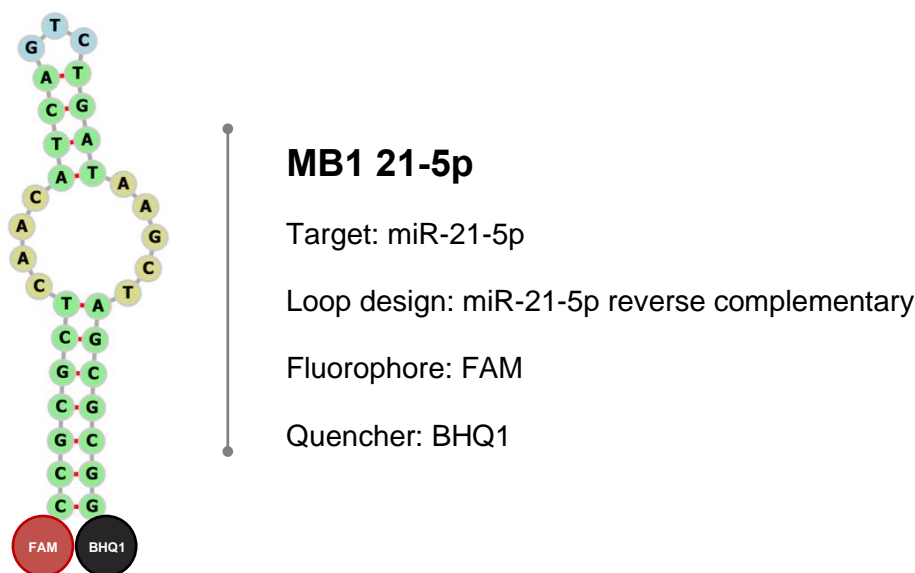 T
G C
A T
C G
T A
A T A
C A
A G
A C
C T
T A
C G
G C
C G
G C
C G
C G
FAM BHQ1
MB1 21-5p
Target: miR-21-5p
Loop design: miR-21-5p reverse complementary
Fluorophore: FAM
Quencher: BHQ1